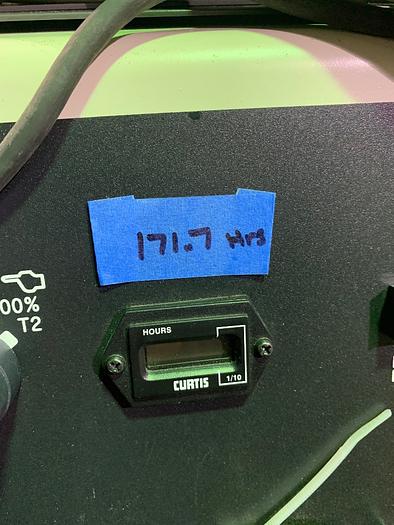 171.7 Hrs
00%
T2
HOURS
CURTIS
1/10